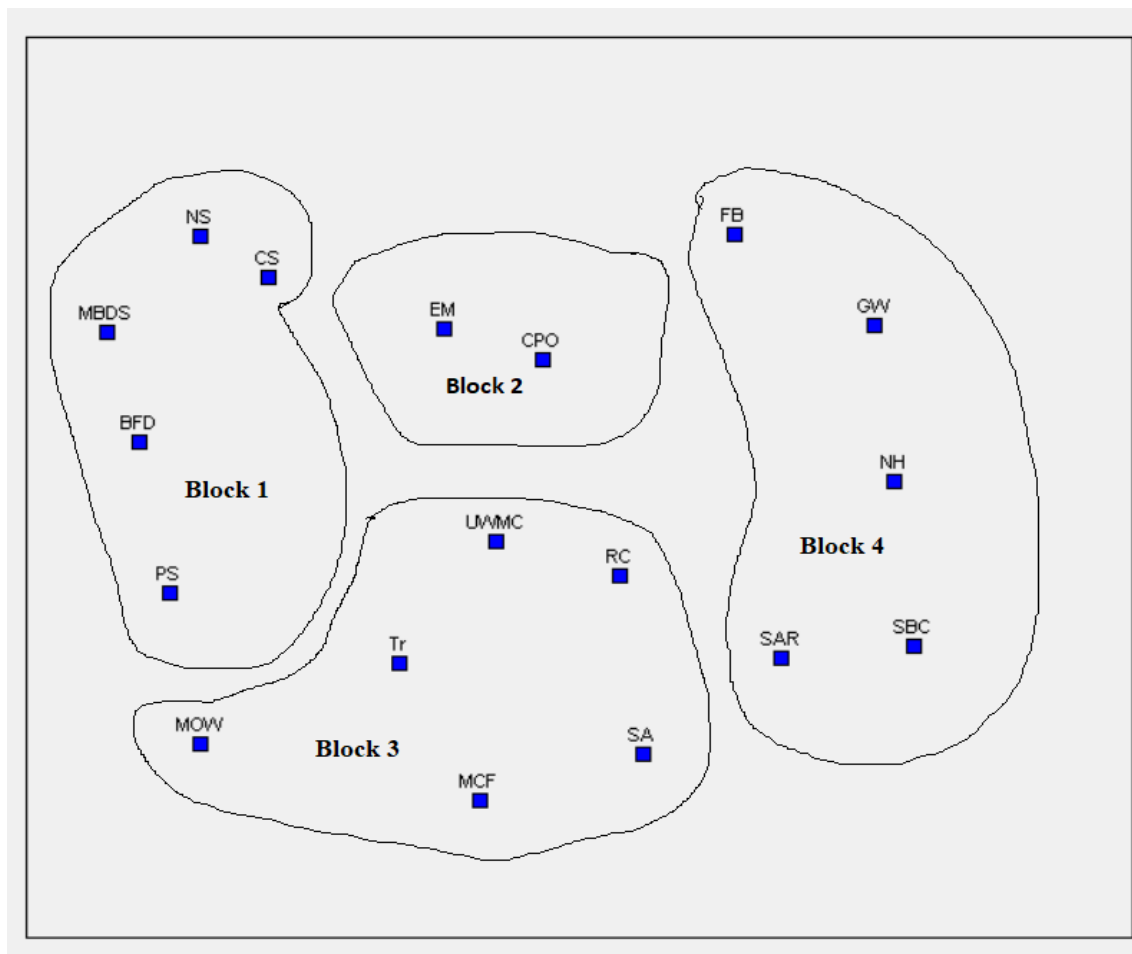 NS
CS
MBDS
BFD
Block 1
PS
EM
CPO
Block 2
UWMC
RC
Tr
MOW
Block 3
SA
MCF
FB
GW
NH
Block 4
SAR
SBC